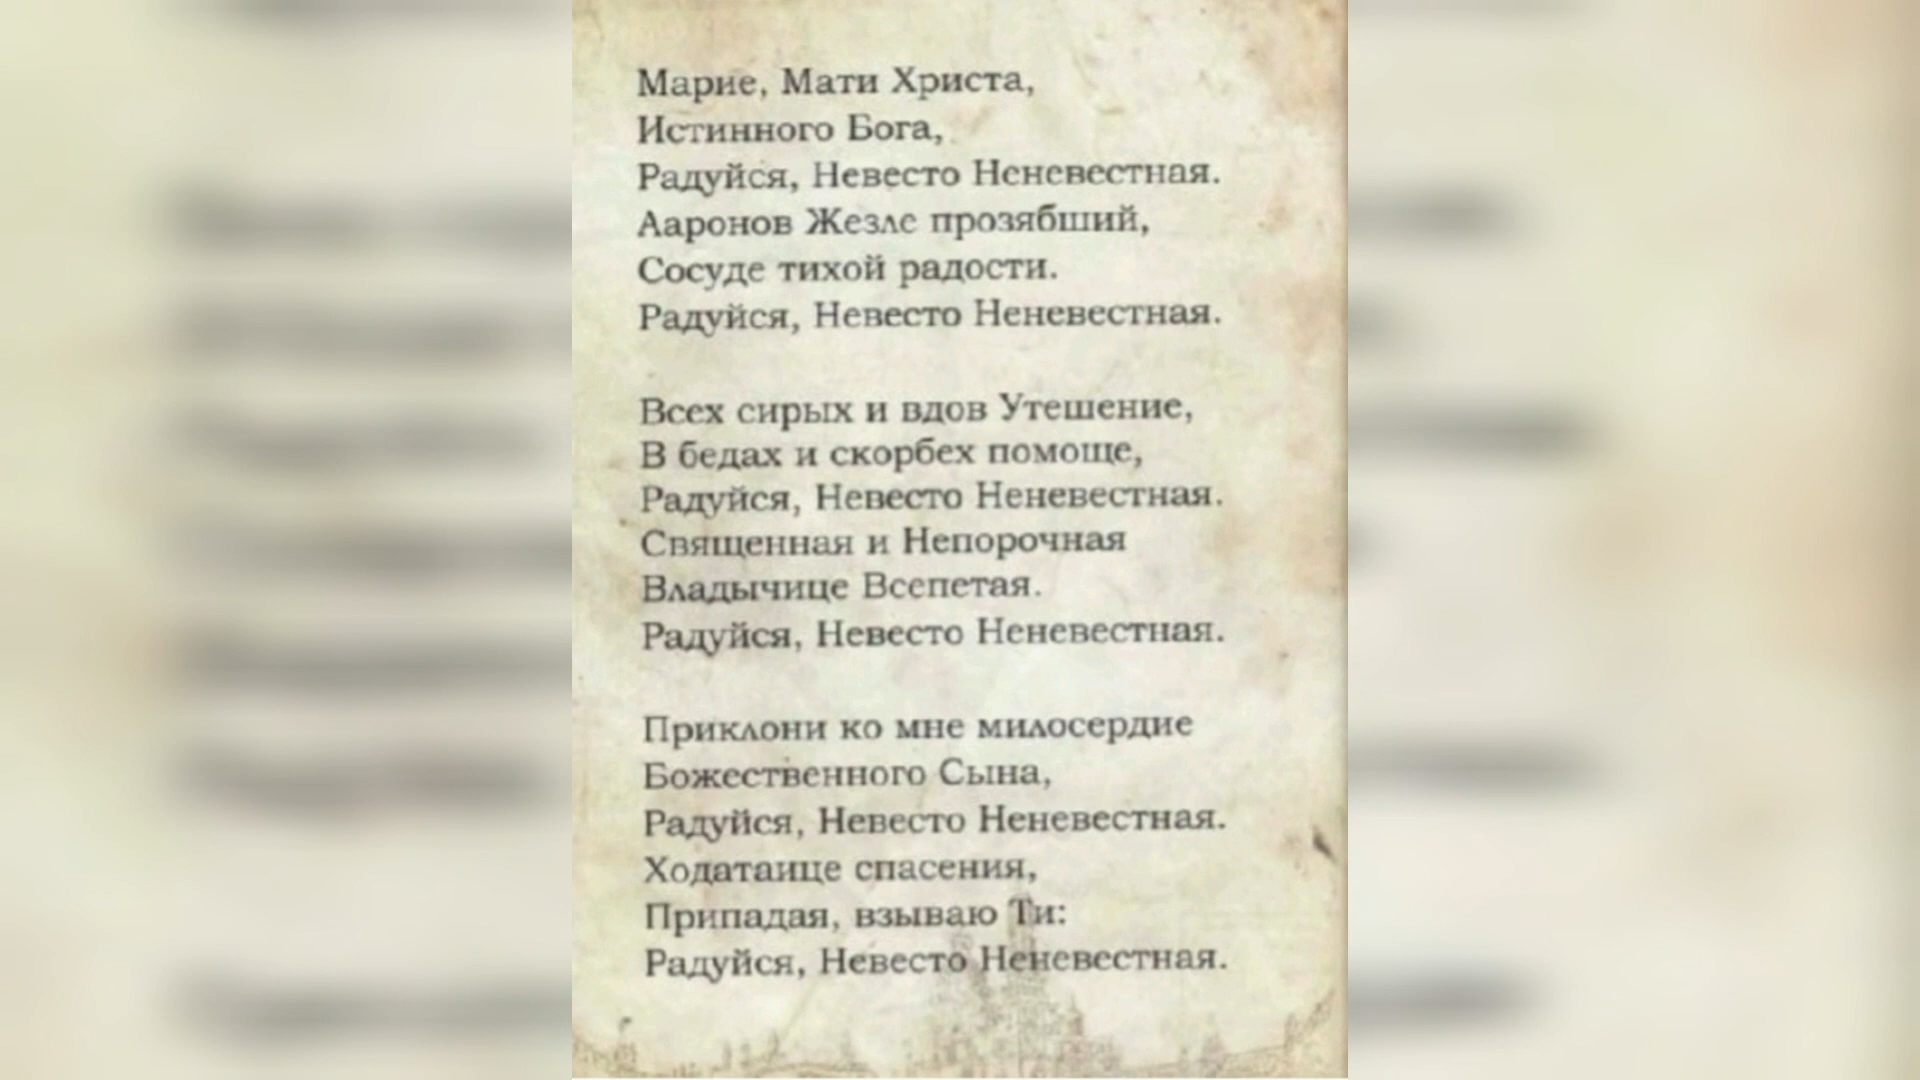 Марие, Мати Христа,
Истинного Бога,
Радуйся, Невесто Неневестная.
Ааронов Жезле прозябший,
Сосуде тихой радости.
Радуйся, Невесто Неневестная.
Всех сирых и вдов Утешение,
В бедах и скорбех помоще,
Радуйся, Невесто Неневестная.
Священная и Непорочная
Владычице Всепетая.
Радуйся, Невесто Неневестная.
Приклони ко мне милосердие
Божественного Сына,
Радуйся, Невесто Неневестная.
Ходатаице спасения,
Припадая, взываю Ти:
Радуйся, Невесто Неневестная.